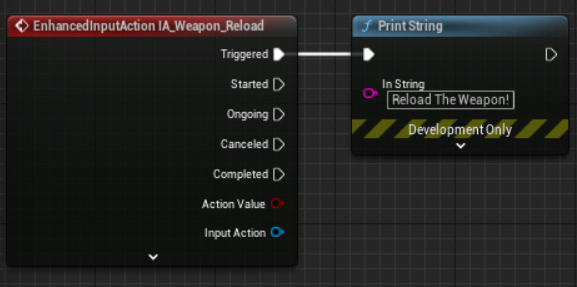 EnhancedInputAction IA_Weapon_Reload
Triggered
Started
Ongoing
Canceled
Completed
Action Value
Input Action
f Print String
In String
Reload The Weapon!
Development Only